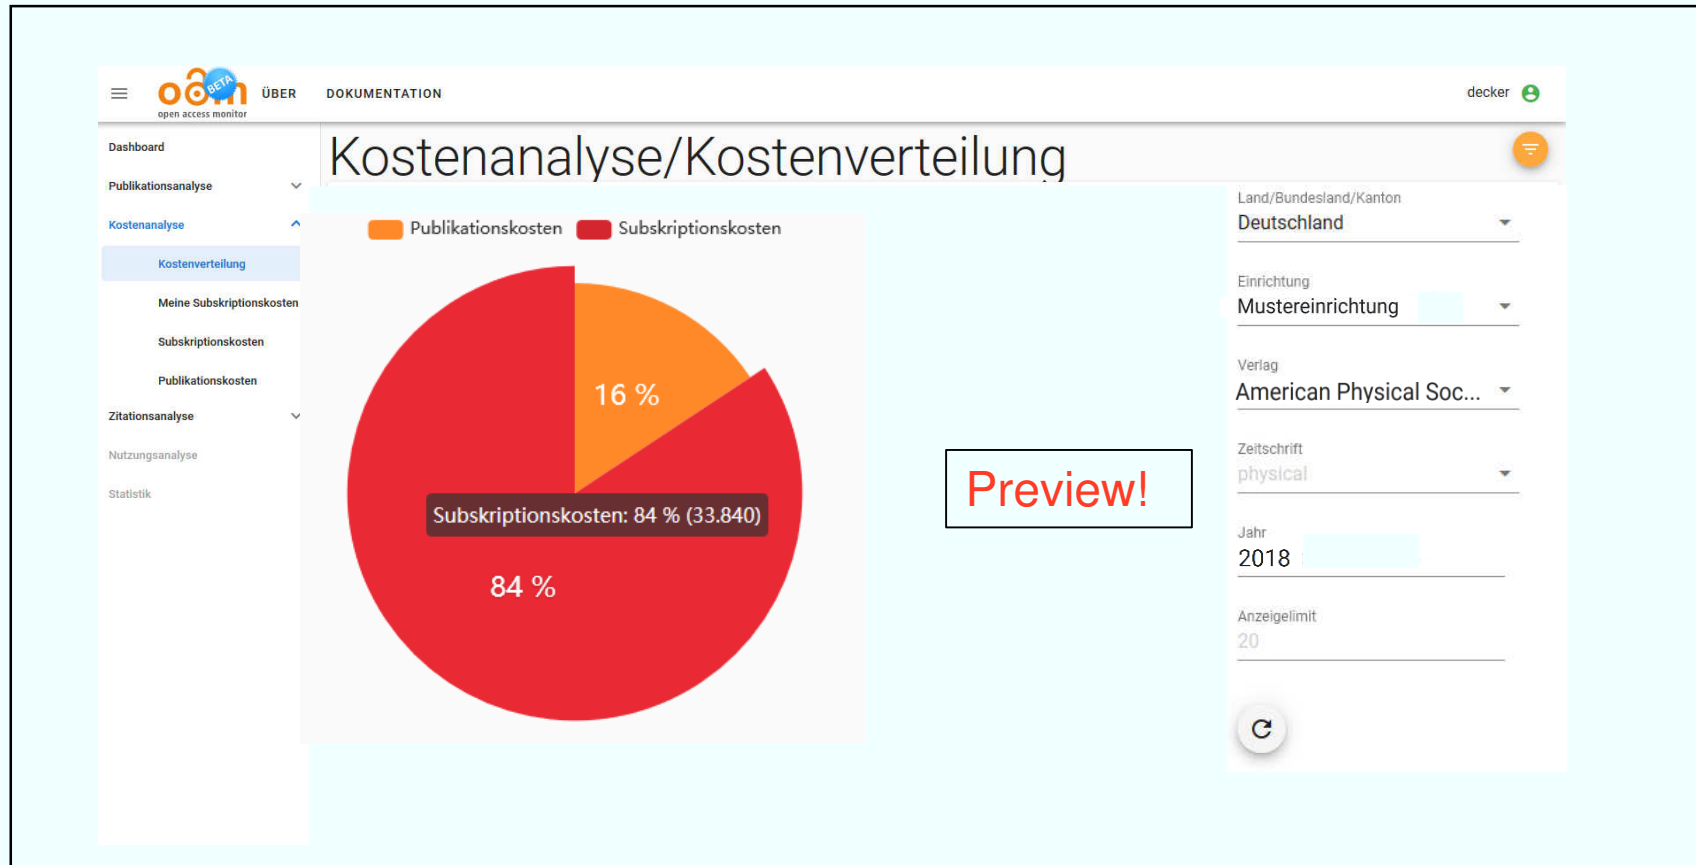 oam BETA
open access monitor
ÜBER
DOKUMENTATION
decker
Dashboard
Publikationsanalyse
Kostenanalyse
Kostenverteilung
Meine Subskriptionskosten
Subskriptionskosten
Publikationskosten
Zitationsanalyse
Nutzungsanalyse
Statistik
Kostenanalyse/Kostenverteilung
Publikationskosten
Subskriptionskosten
16 %
Subskriptionskosten: 84 % (33.840)
84 %
Preview!
Land/Bundesland/Kanton
Deutschland
Einrichtung
Mustereinrichtung
Verlag
American Physical Soc...
Zeitschrift
physical
Jahr
2018
Anzeigelimit
20